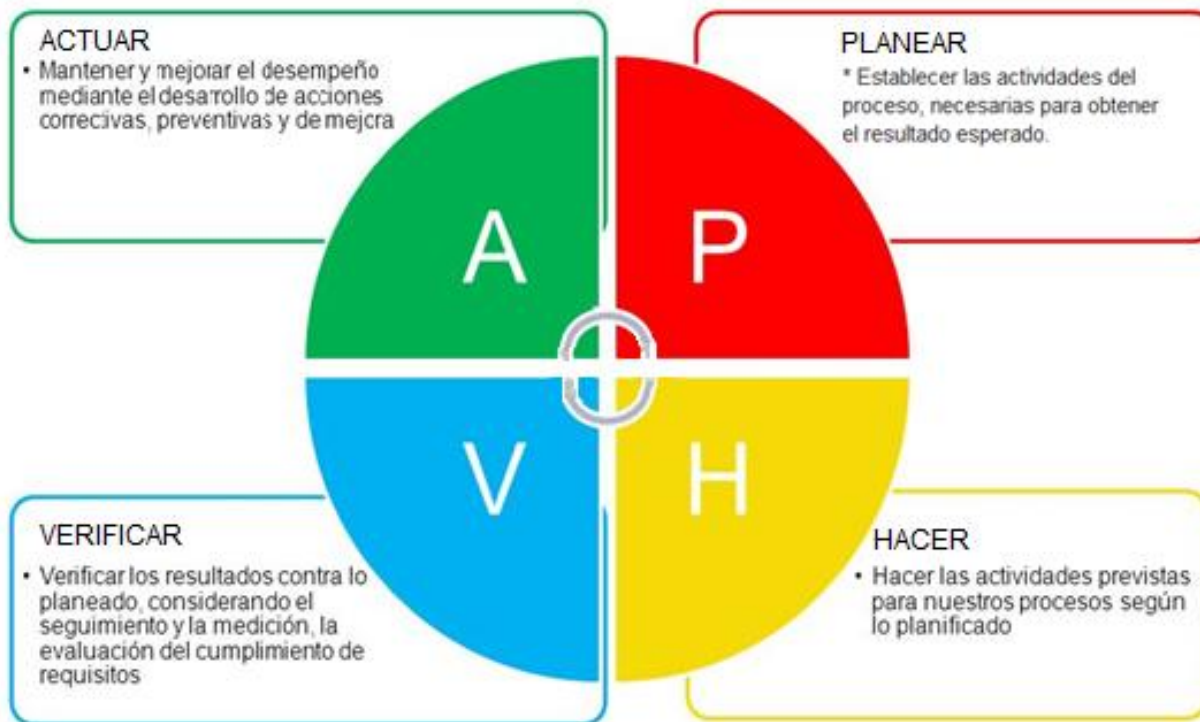 ACTUAR
• Mantener y mejorar el desempeño
mediante el desarrollo de acciones
correctivas, preventivas y de mejora
PLANEAR
* Establecer las actividades del
proceso, necesarias para obtener
el resultado esperado.
A
P
V
H
VERIFICAR
• Verificar los resultados contra lo
planeado, considerando el
seguimiento y la medición, la
evaluación del cumplimiento de
requisitos
HACER
• Hacer las actividades previstas
para nuestros procesos según
lo planificado